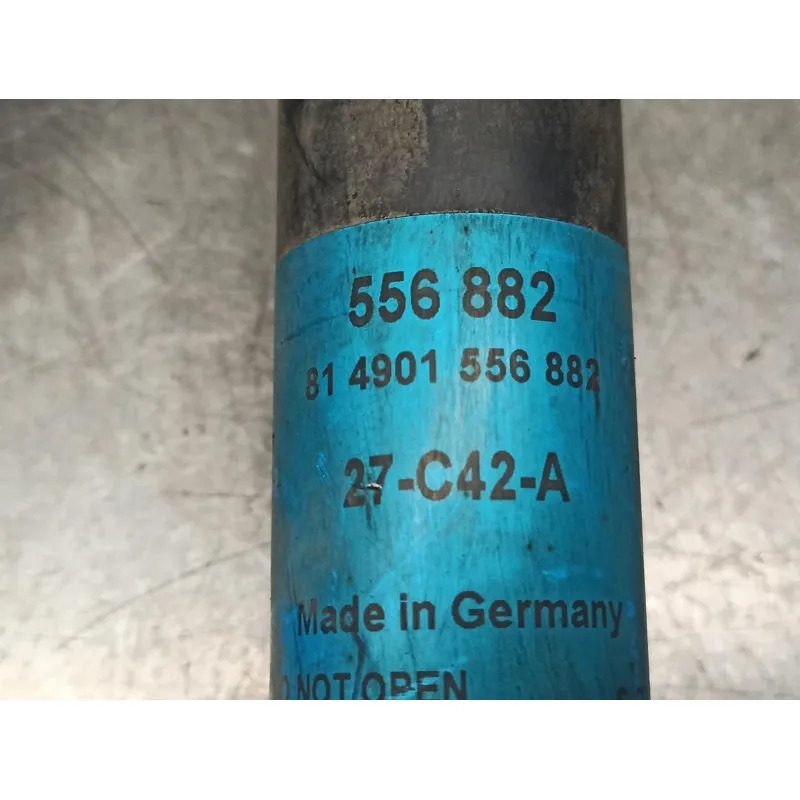 556 882
81 4901 556 882
27-C42-A
Made in Germany
NOT OPEN